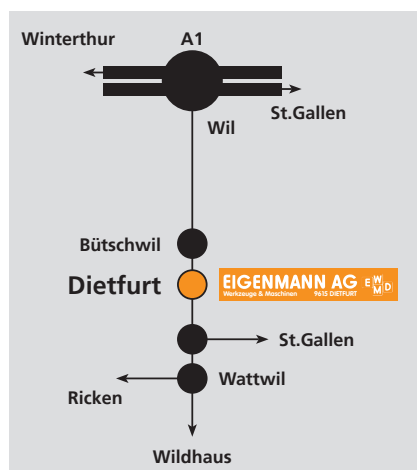 Winterthur
A1
St.Gallen
Wil
Bütschwil
Dietfurt
EIGENMANN AG
Werkzeuge & Maschinen 9615 DIETFURT
E W M D
St.Gallen
Wattwil
Ricken
Wildhaus